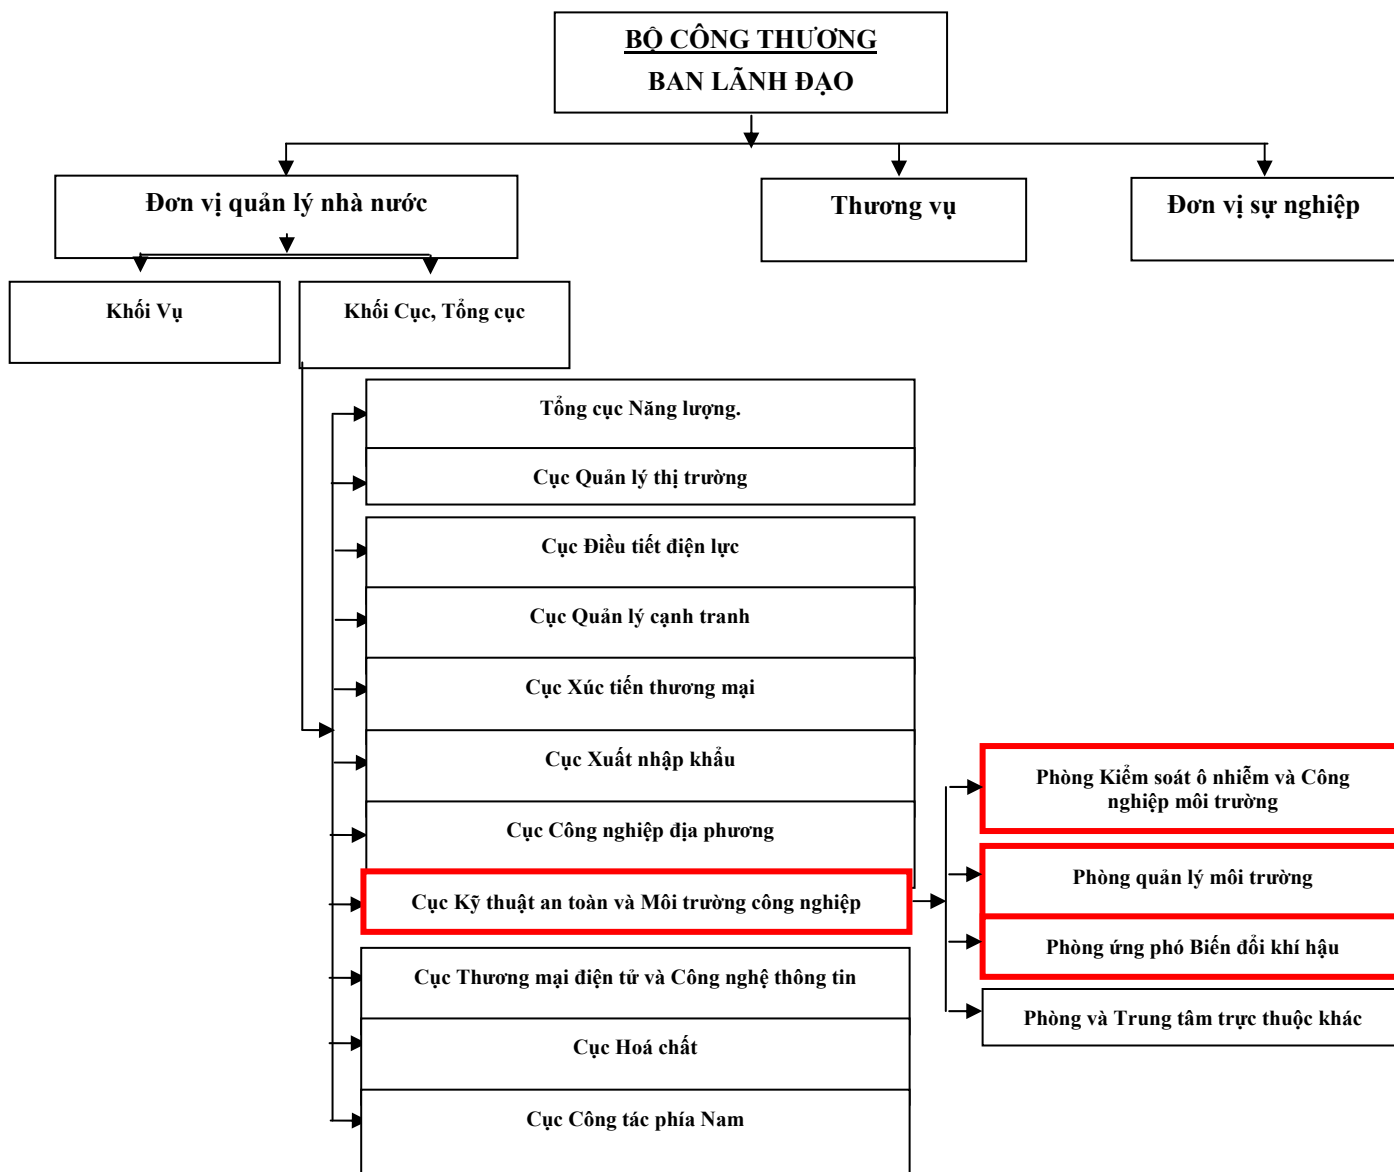 BỘ CÔNG THƯƠNG
BAN LÃNH ĐẠO
Đơn vị quản lý nhà nước
Thương vụ
Đơn vị sự nghiệp
Khối Vụ
Khối Cục, Tổng cục
Tổng cục Năng lượng.
Cục Quản lý thị trường
Cục Điều tiết điện lực
Cục Quản lý cạnh tranh
Cục Xúc tiến thương mại
Cục Xuất nhập khẩu
Cục Công nghiệp địa phương
Cục Kỹ thuật an toàn và Môi trường công nghiệp
Cục Thương mại điện tử và Công nghệ thông tin
Cục Hoá chất
Cục Công tác phía Nam
Phòng Kiểm soát ô nhiễm và Công
nghiệp môi trường
Phòng quản lý môi trường
Phòng ứng phó Biến đổi khí hậu
Phòng và Trung tâm trực thuộc khác